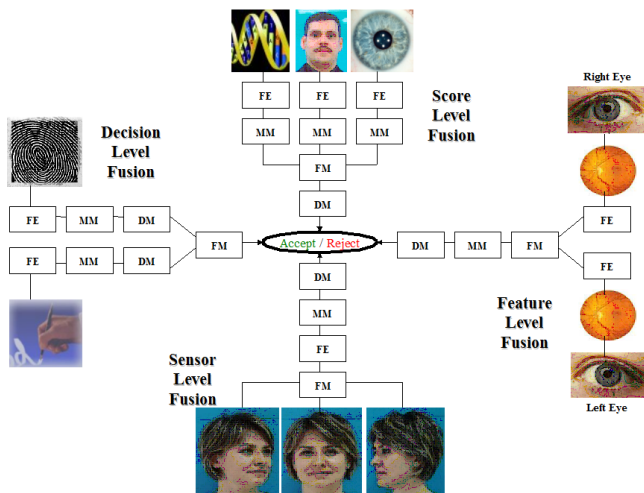 FE
FE
FE
Score
Level
Fusion
MM
MM
MM
FM
DM
Decision
Level
Fusion
FE
MM
DM
FM
FE
MM
DM
Accept / Reject
Right Eye
FE
DM
MM
FM
FE
Feature
Level
Fusion
Left Eye
DM
MM
FE
FM
Sensor
Level
Fusion